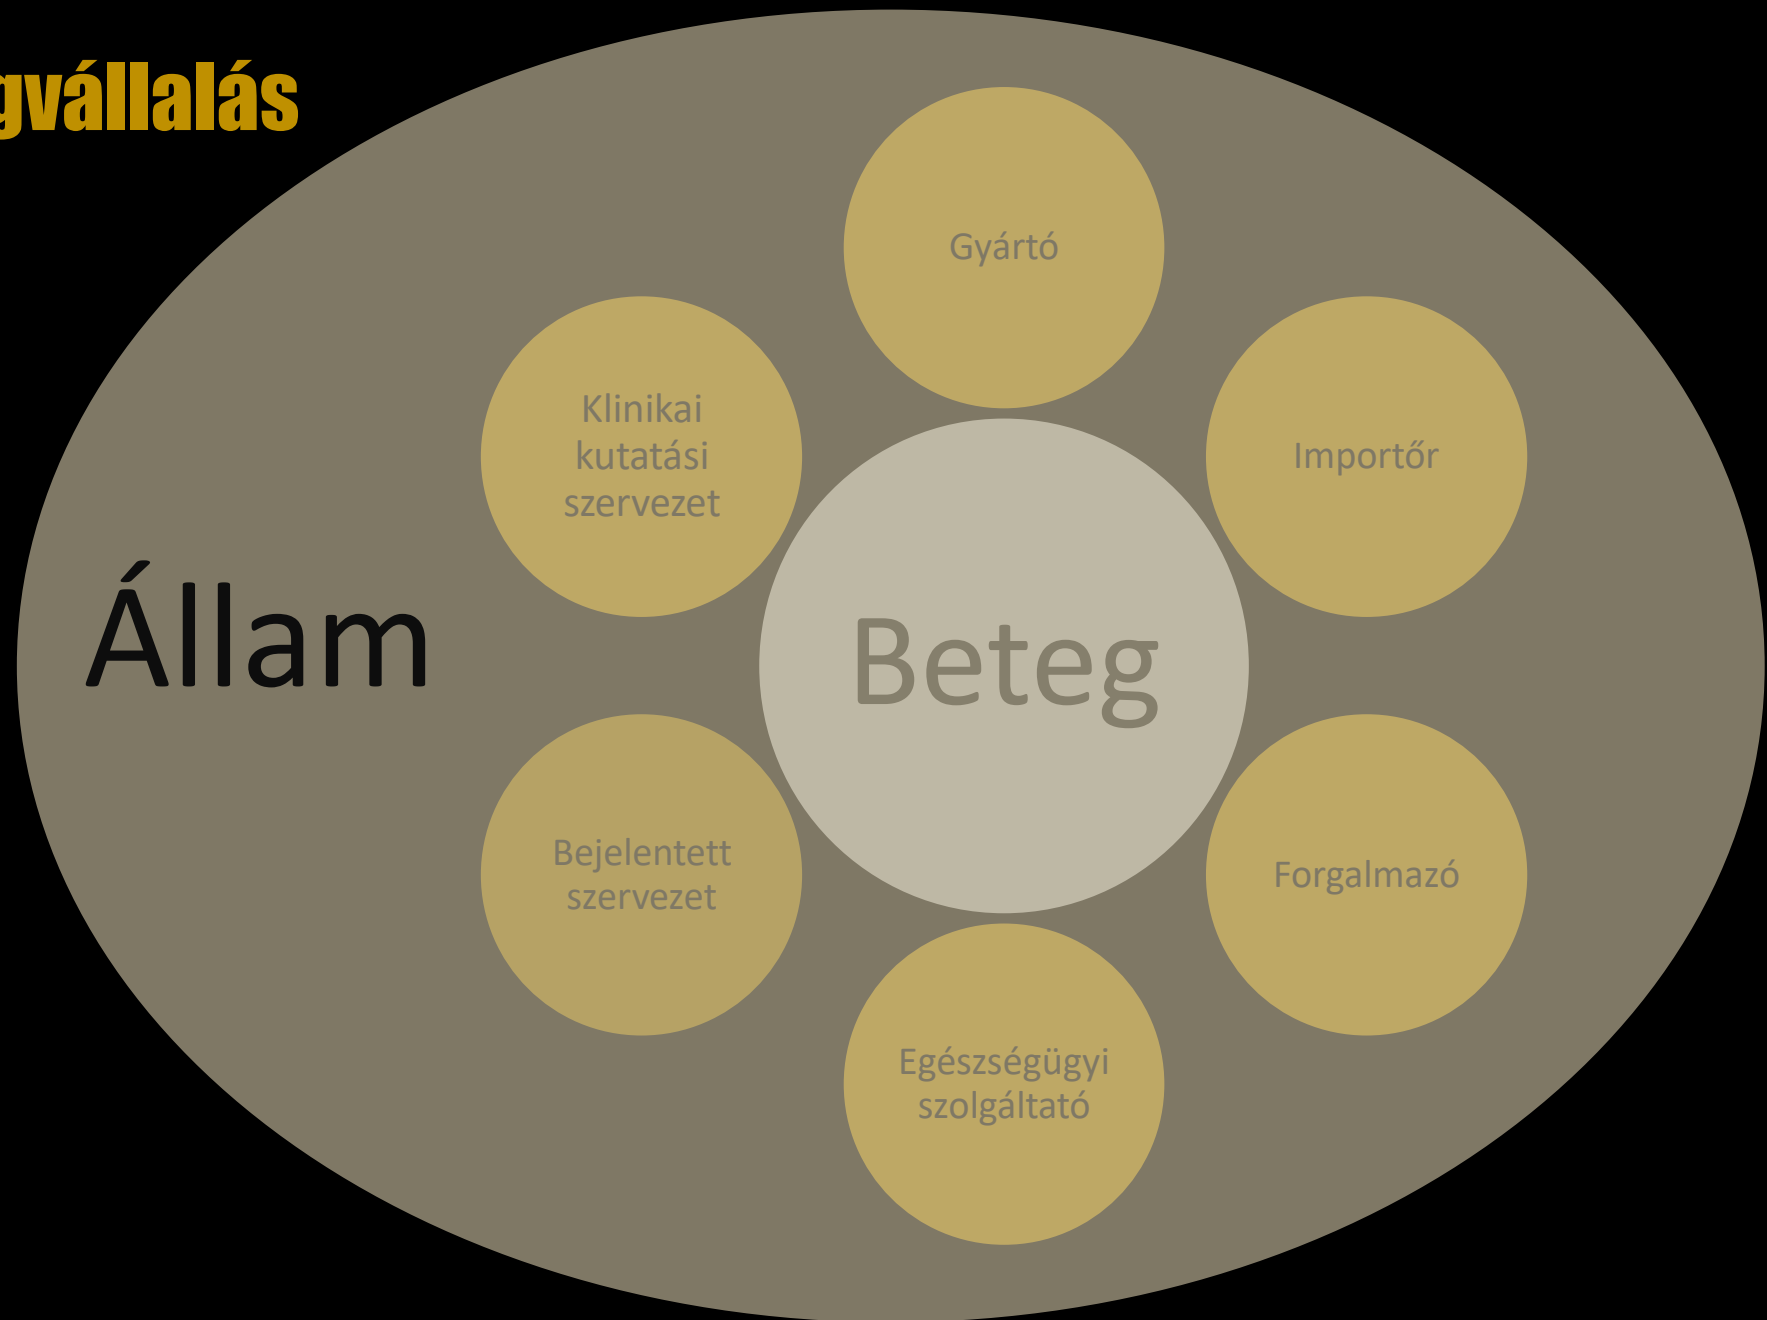 gvállalás
Gyártó
Klinikai
kutatási
szervezet
Importőr
Állam
Beteg
Bejelentett
szervezet
Forgalmazó
Egészségügyi
szolgáltató